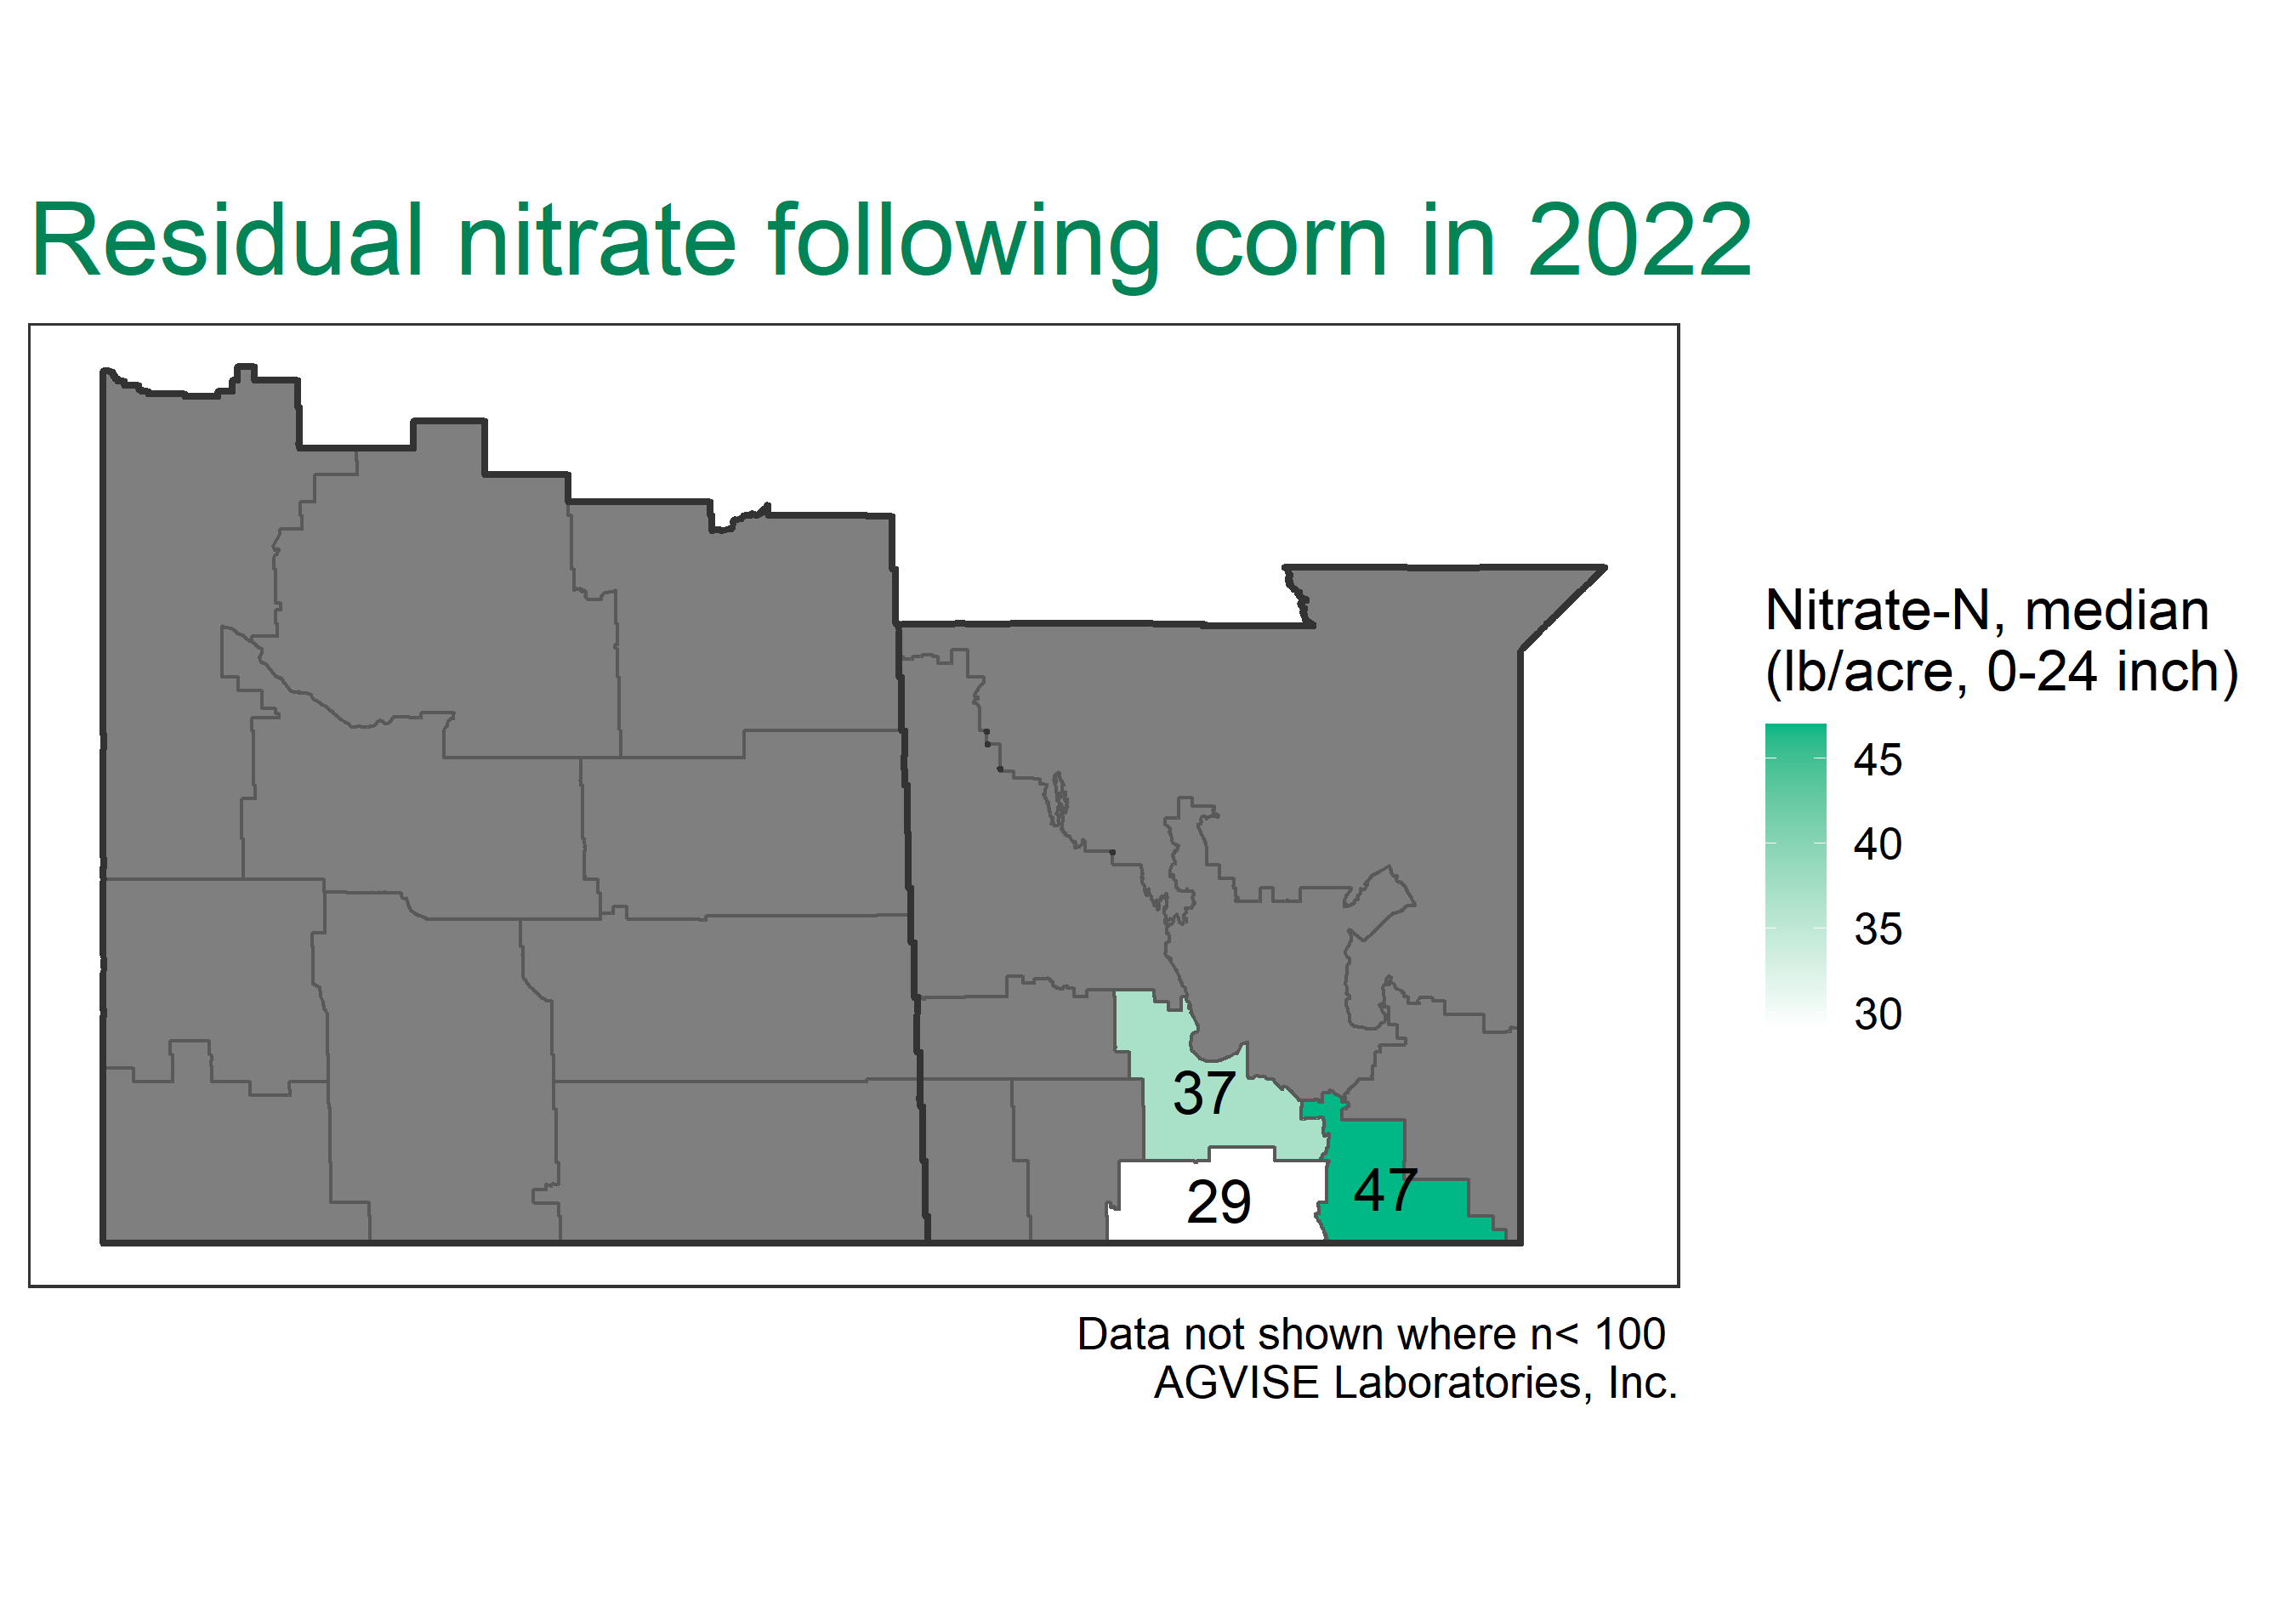 Residual nitrate following corn in 2022
Nitrate-N, median
(lb/acre, 0-24 inch)
45
40
35
30
37
29
47
Data not shown where n< 100
AGVISE Laboratories, Inc.